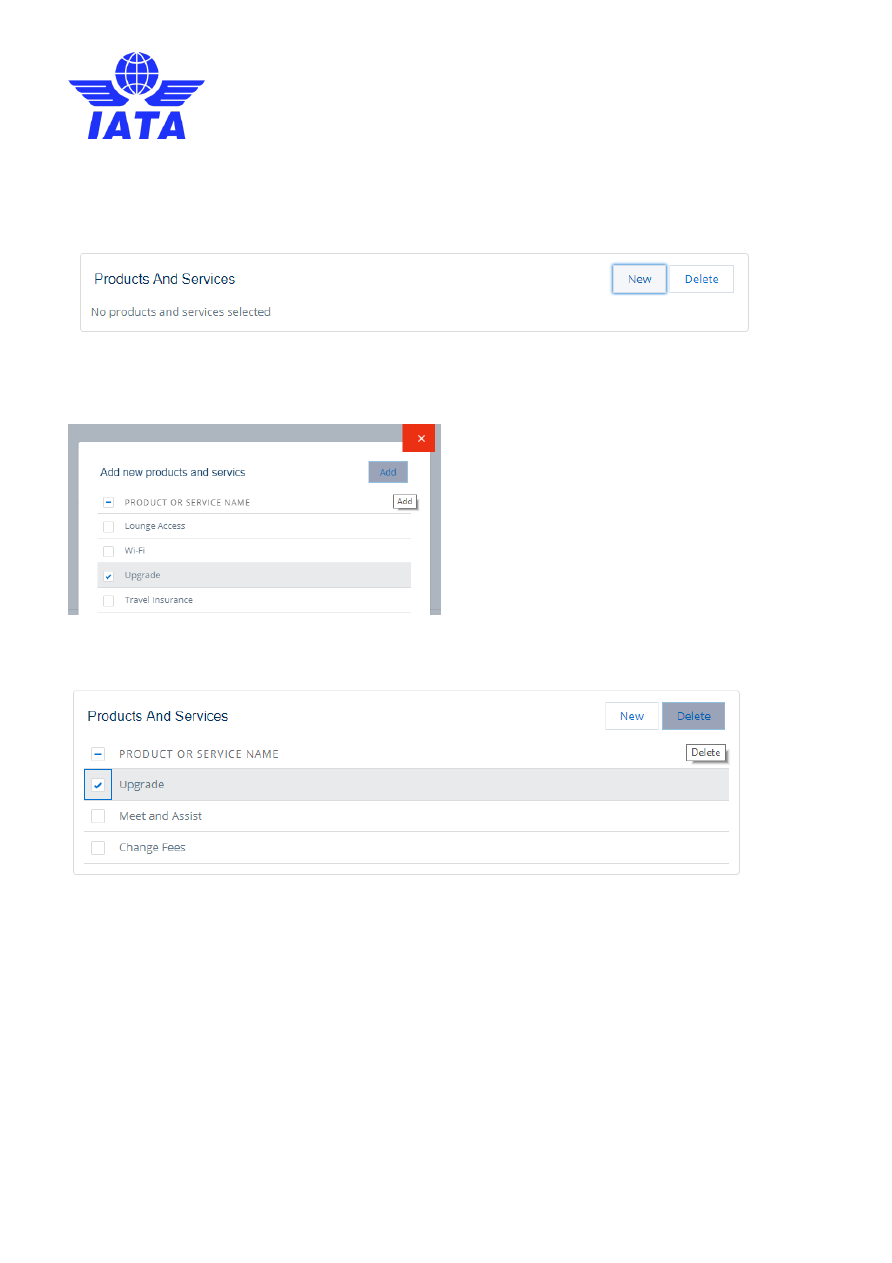 IATA
Products And Services
New
Delete
No products and services selected
×
Add new products and servics
Add
PRODUCT OR SERVICE NAME
Add
Lounge Access
Wi-Fi
Upgrade
Travel Insurance
Products And Services
New
Delete
PRODUCT OR SERVICE NAME
Delete
Upgrade
Meet and Assist
Change Fees